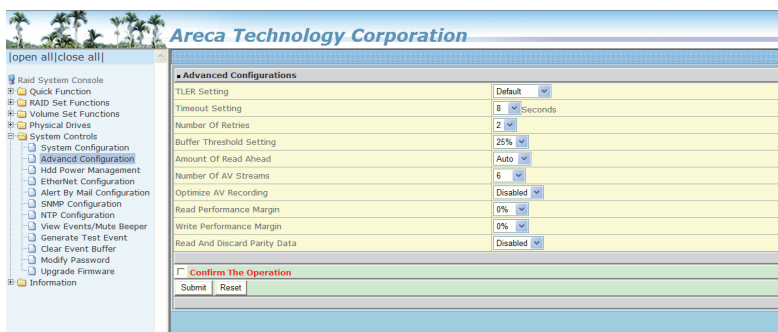 Areca Technology Corporation
|open all|close all|
Raid System Console
Quick Function
RAID Set Functions
Volume Set Functions
Physical Drives
System Controls
System Configuration
Advancd Configuration
Hdd Power Management
EtherNet Configuration
Alert By Mail Configuration
SNMP Configuration
NTP Configuration
View Events/Mute Beeper
Generate Test Event
Clear Event Buffer
Modify Password
Upgrade Firmware
Information
Advanced Configurations
TLER Setting Default
Timeout Setting 8 Seconds
Number Of Retries 2
Buffer Threshold Setting 25%
Amount Of Read Ahead Auto
Number Of AV Streams 6
Optimize AV Recording Disabled
Read Performance Margin 0%
Write Performance Margin 0%
Read And Discard Parity Data Disabled
Confirm The Operation
Submit Reset